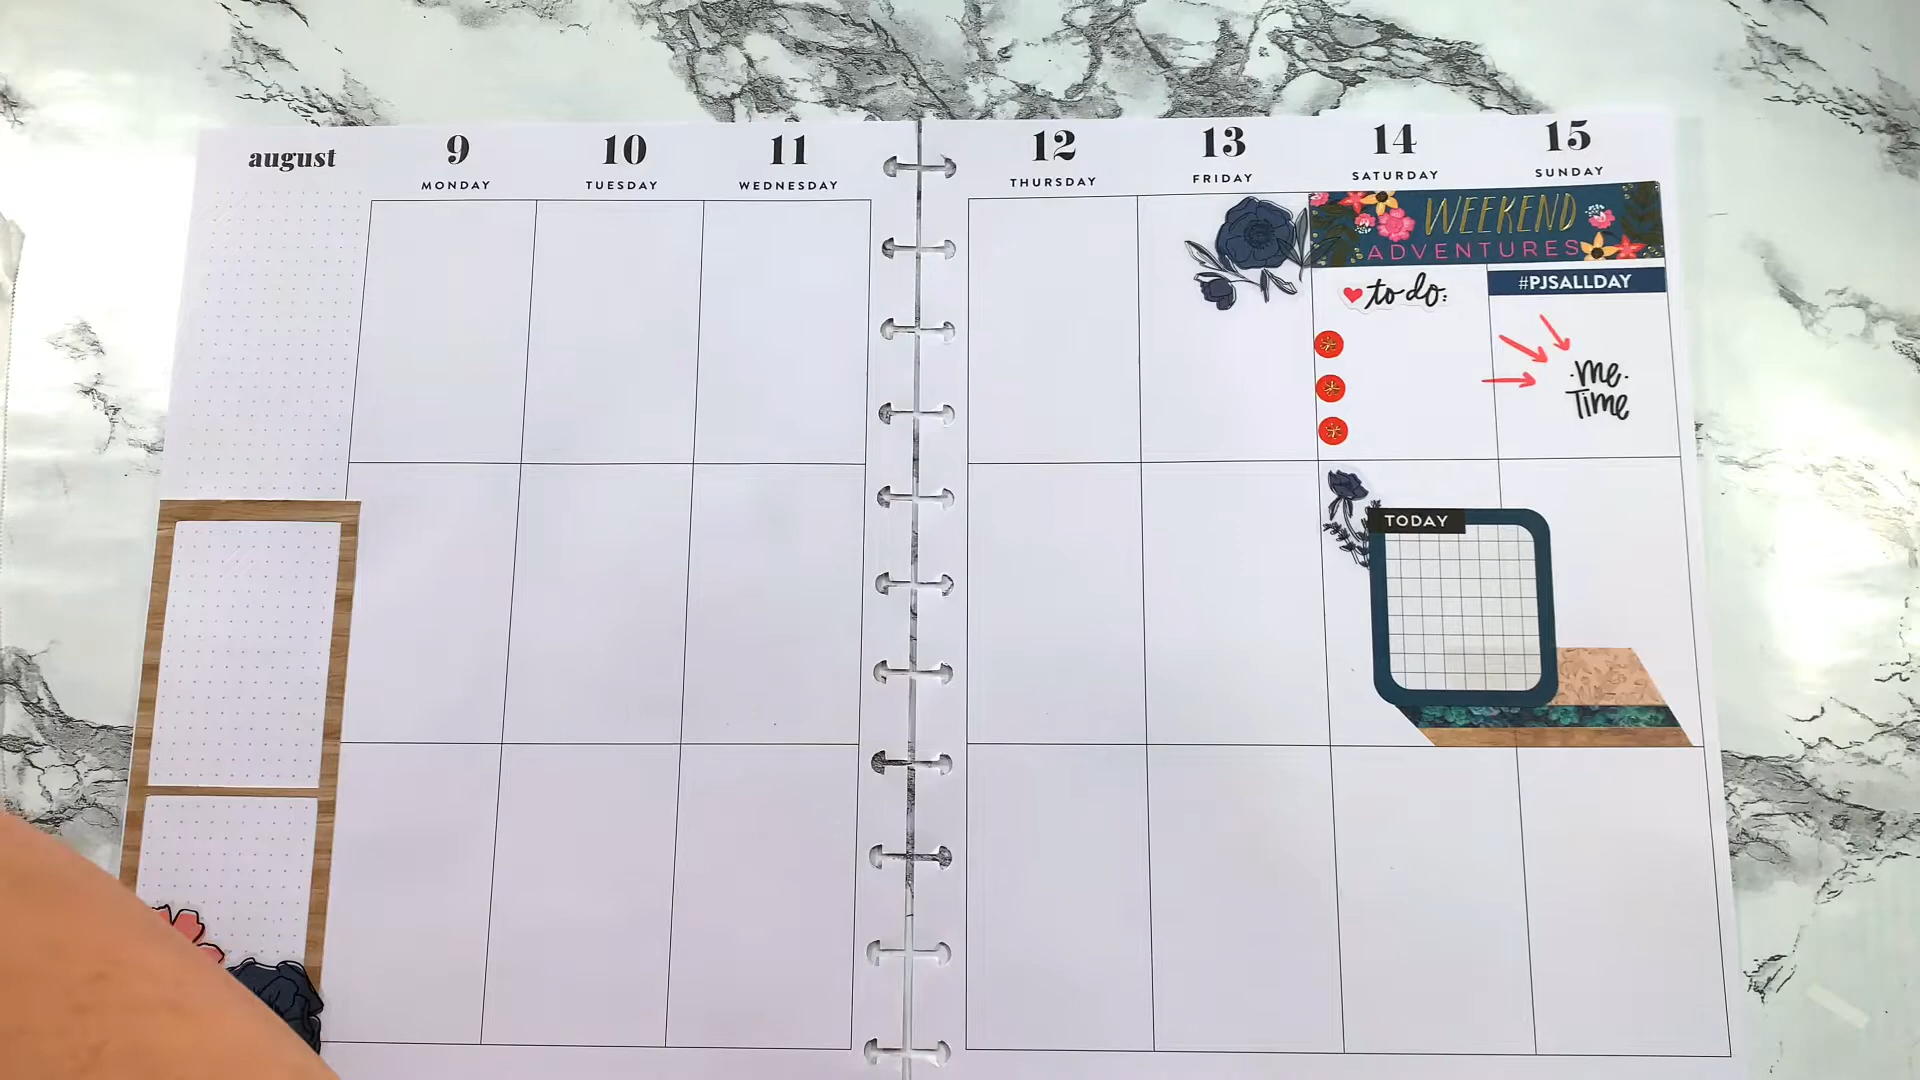 august
9
MONDAY
10
TUESDAY
11
WEDNESDAY
12
THURSDAY
13
FRIDAY
14
SATURDAY
15
SUNDAY
WEEKEND
ADVENTURES
to do:
#PJSALLDAY
·me·
Time
TODAY